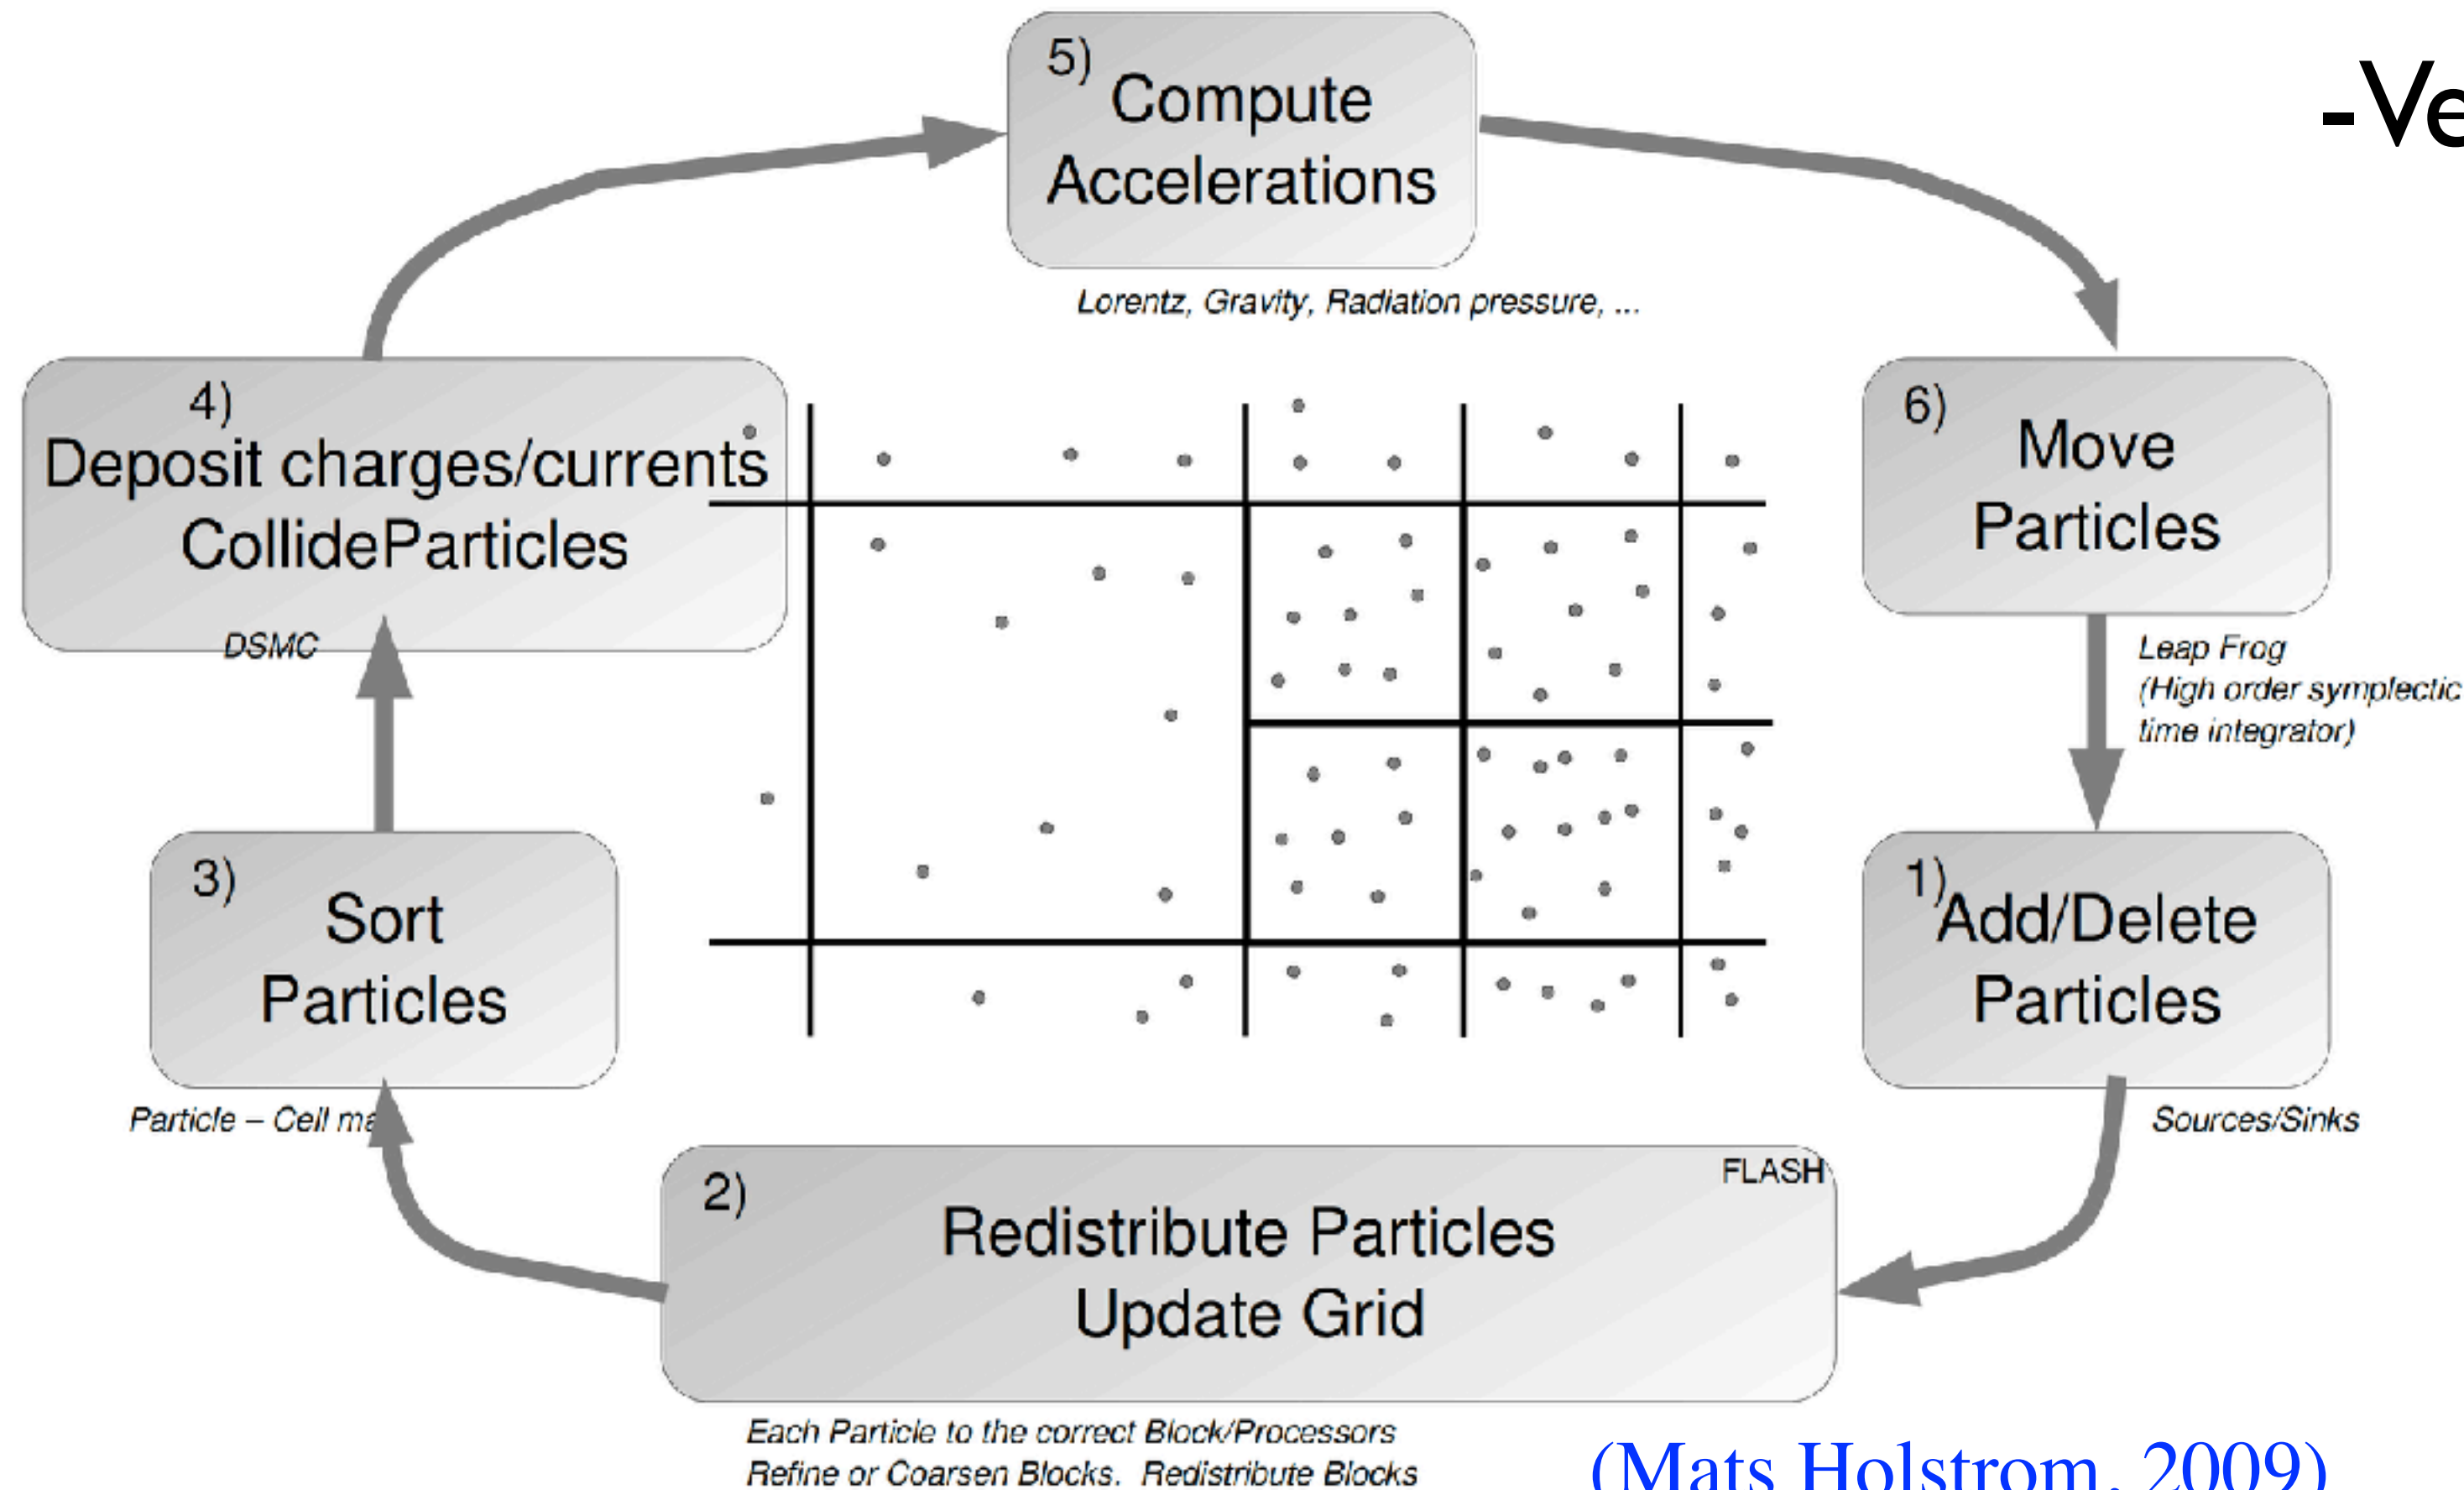 5)
Compute
Accelerations
Lorentz, Gravity, Radiation pressure, ...
4)
Deposit charges/currents
CollideParticles
DSMC
6)
Move
Particles
Leap Frog
(High order symplectic
time integrator)
3)
Sort
Particles
Particle – Cell
1)
Add/Delete
Particles
Sources/Sinks
2)
FLASH
Redistribute Particles
Update Grid
Each Particle to the correct Block/Processors
Refine or Coarsen Blocks. Redistribute Blocks
(Mats Holstrom, 2009)